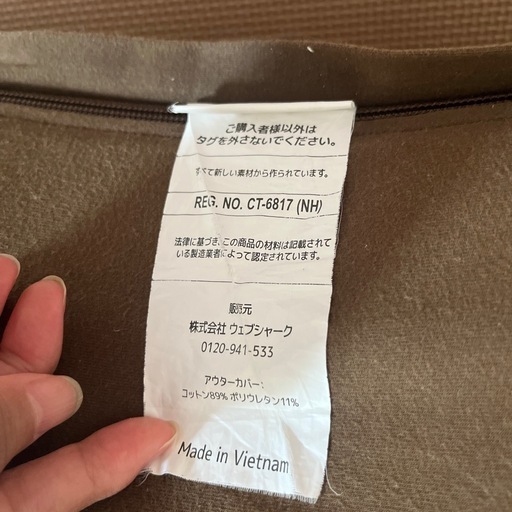 ご購入者様以外は
タグを外さないでください。
すべて新しい素材から作られています。
REG. NO. CT-6817 (NH)
法律に基づき、この商品の材料は記載されて
いる製造業者によって認定されています。
販売元
株式会社 ウェブシャーク
0120-941-533
アウターカバー:
コットン89% ポリウレタン11%
Made in Vietnam